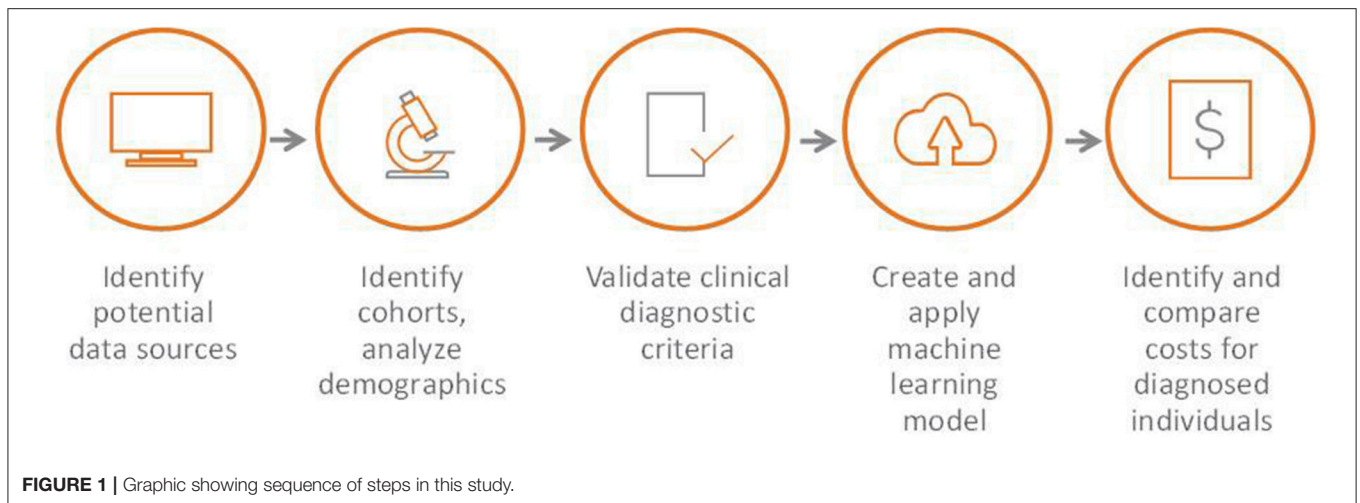 $
Identify
potential
data sources
Identify
cohorts,
analyze
demographics
Validate clinical
diagnostic
criteria
Create and
apply
machine
learning
model
Identify and
compare
costs for
diagnosed
individuals
FIGURE 1 | Graphic showing sequence of steps in this study.